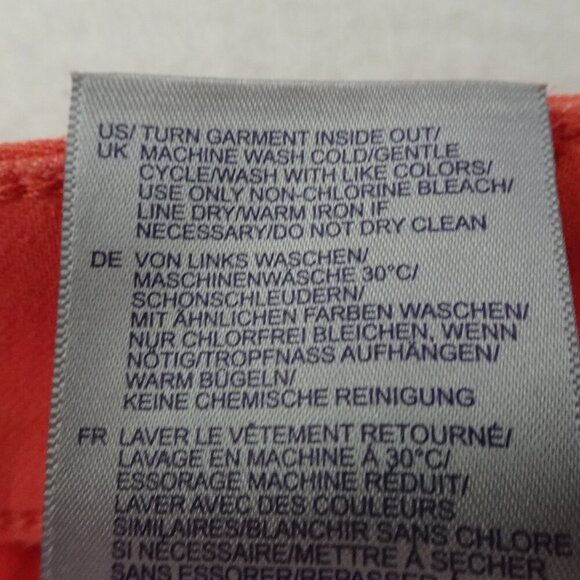 US/ TURN GARMENT INSIDE OUT/
UK MACHINE WASH COLD/GENTLE
CYCLE/WASH WITH LIKE COLORS/
USE ONLY NON-CHLORINE BLEACH/
LINE DRY/WARM IRON IF
NECESSARY/DO NOT DRY CLEAN
DE VON LINKS WASCHEN/
MASCHINENWÄSCHE 30°C/
SCHONSCHLEUDERN/
MIT ÄHNLICHEN FARBEN WASCHEN/
NUR CHLORFREI BLEICHEN, WENN
NÖTIG/TROPFNASS AUFHÄNGEN/
WARM BÜGELN/
KEINE CHEMISCHE REINIGUNG
FR LAVER LE VÊTEMENT RETOURNÉ/
LAVAGE EN MACHINE À 30°C/
ESSORAGE MACHINE RÉDUIT/
LAVER AVEC DES COULEURS
SIMILAIRES/BLANCHIR SANS CHLORE
SI NÉCESSAIRE/METTRE À SÉCHER
SANS ESSORER/REPASSER